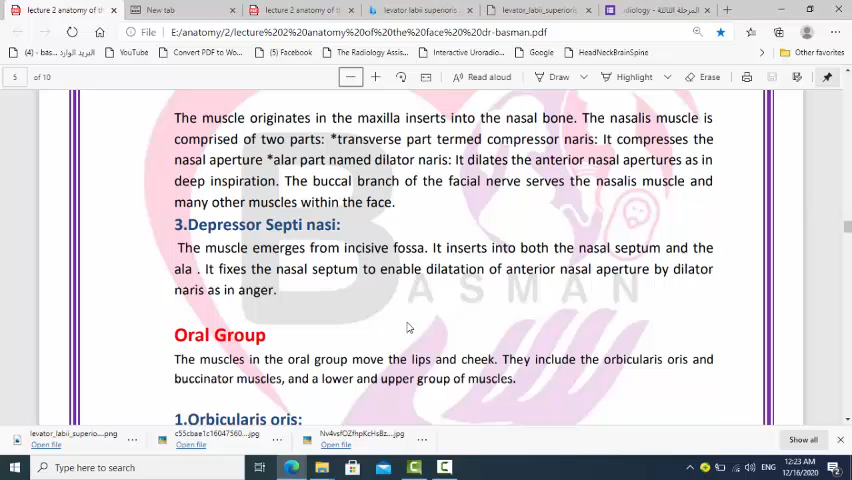 lecture 2 anatomy of th
New tab
lecture 2 anatomy of the
levator labii superioris
levator_labii_superioris
المرحلة الثالثة - diology
File
E:/anatomy/2/lecture%202%20anatomy%20of%20the%20face%20%20dr-basman.pdf
(4) - البريد الوارد - bas
YouTube
Convert PDF to W...
(5) Facebook
The Radiology Assis...
Interactive Uroradio...
Google
HeadNeckBrainSpine
Other favorites
5 of 10
Read aloud
Draw
Highlight
Erase
The muscle originates in the maxilla inserts into the nasal bone. The nasalis muscle is
comprised of two parts: *transverse part termed compressor naris: It compresses the
nasal aperture *alar part named dilator naris: It dilates the anterior nasal apertures as in
deep inspiration. The buccal branch of the facial nerve serves the nasalis muscle and
many other muscles within the face.
3.Depressor Septi nasi:
The muscle emerges from incisive fossa. It inserts into both the nasal septum and the
ala . It fixes the nasal septum to enable dilatation of anterior nasal aperture by dilator
naris as in anger.
BASMAN
Oral Group
The muscles in the oral group move the lips and cheek. They include the orbicularis oris and
buccinator muscles, and a lower and upper group of muscles.
1.Orbicularis oris:
levator_labii_superio....png
Open file
c55cbae1c16047560....jpg
Open file
Nv4vsfOZfhpKcHsBz....jpg
Open file
Show all
Type here to search
ENG
12:23 AM
12/16/2020
2